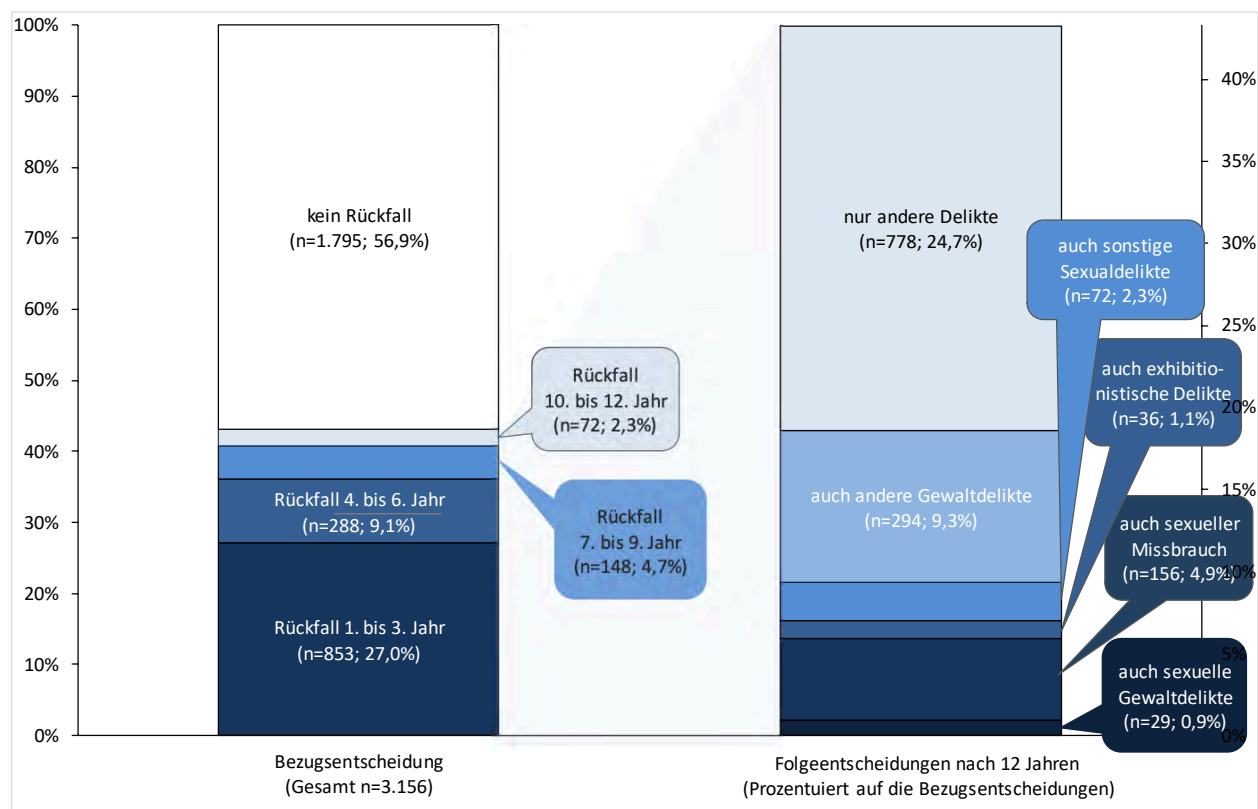 100%
90%
80%
70%
60%
50%
40%
30%
20%
10%
0%
kein Rückfall
(n=1.795; 56,9%)
Rückfall
10. bis 12. Jahr
(n=72; 2,3%)
Rückfall
7. bis 9. Jahr
(n=148; 4,7%)
Rückfall 4. bis 6. Jahr
(n=288; 9,1%)
Rückfall 1. bis 3. Jahr
(n=853; 27,0%)
nur andere Delikte
(n=778; 24,7%)
auch andere Gewaltdelikte
(n=294; 9,3%)
auch sonstige
Sexualdelikte
(n=72; 2,3%)
auch exhibitio-
nistische Delikte
(n=36; 1,1%)
auch sexueller
Missbrauch
(n=156; 4,9%)
auch sexuelle
Gewaltdelikte
(n=29; 0,9%)
40%
35%
30%
25%
20%
15%
10%
5%
0%
Bezugsentscheidung
(Gesamt n=3.156)
Folgeentscheidungen nach 12 Jahren
(Prozentuiert auf die Bezugsentscheidungen)